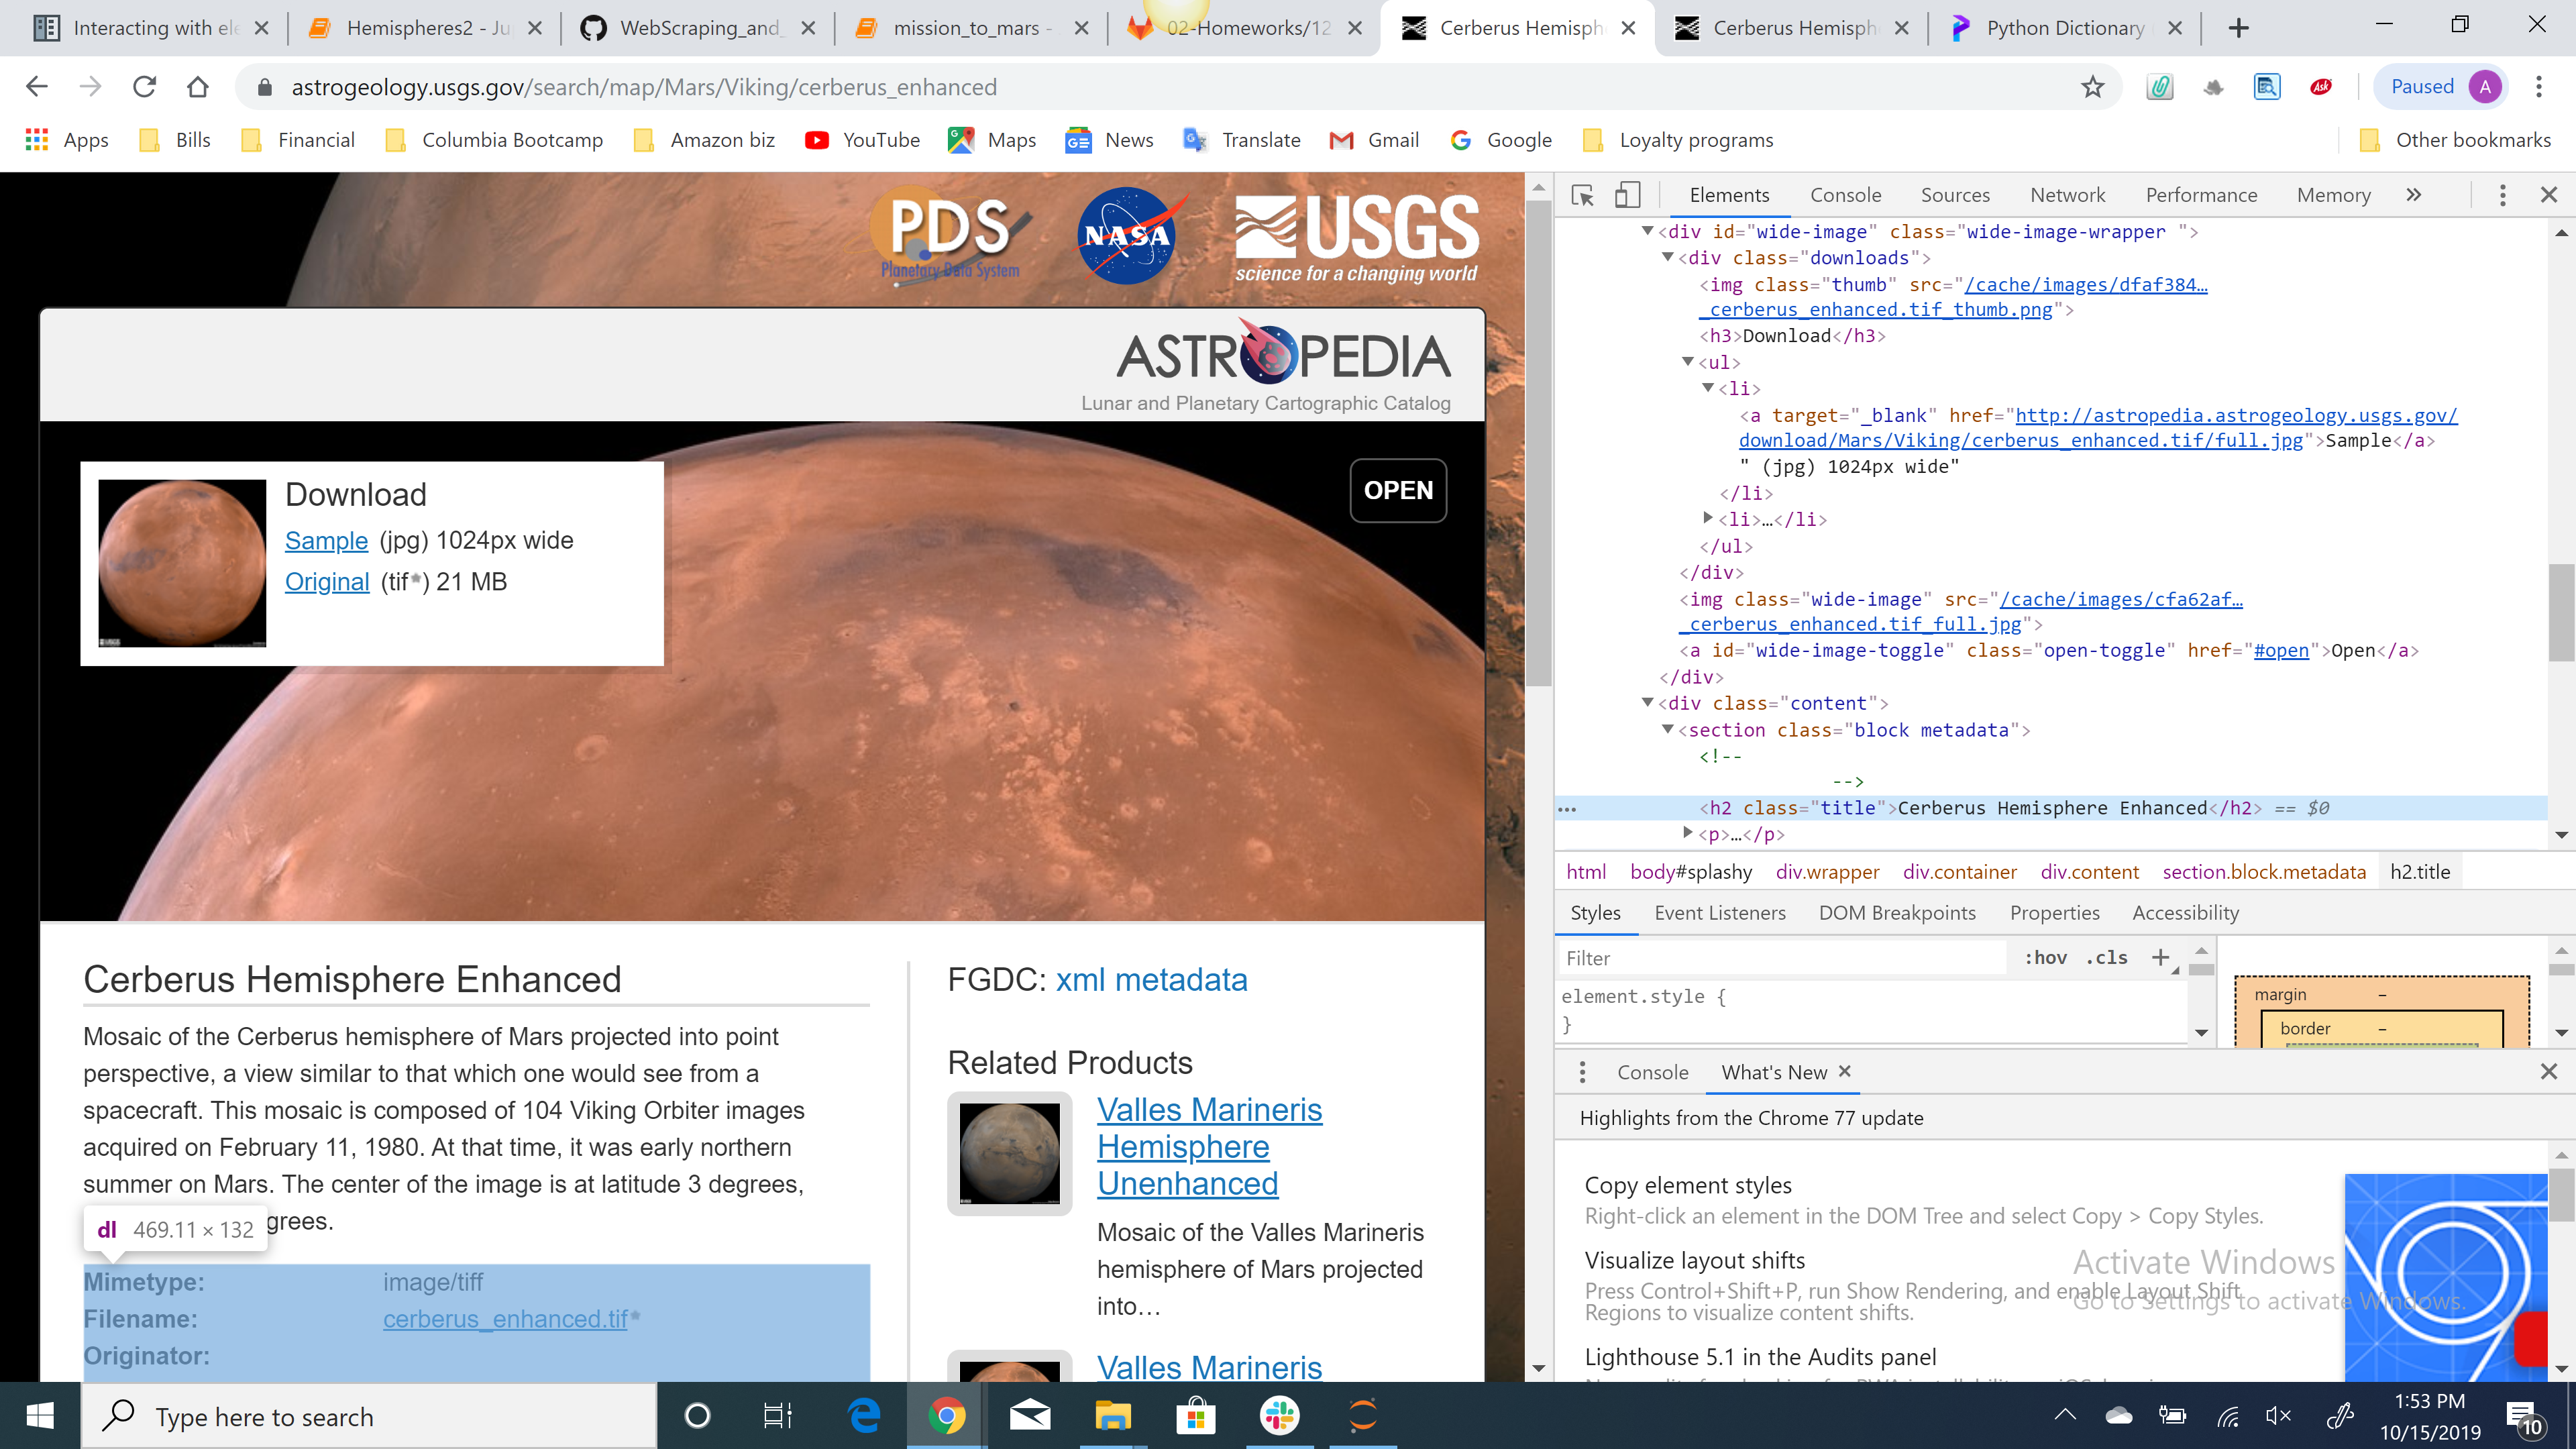 Interacting with ele
Hemispheres2 - Ju
WebScraping_and_
mission_to_mars -
02-Homeworks/12
Cerberus Hemisph
Cerberus Hemisph
Python Dictionary
astrogeology.usgs.gov/search/map/Mars/Viking/cerberus_enhanced
Ask
Paused
A
Apps
Bills
Financial
Columbia Bootcamp
Amazon biz
YouTube
Maps
News
Translate
Gmail
Google
Loyalty programs
Other bookmarks
PDS
Planetary Data System
NASA
USGS
science for a changing world
ASTROPEDIA
Lunar and Planetary Cartographic Catalog
Download
Sample (jpg) 1024px wide
Original (tif*) 21 MB
OPEN
Cerberus Hemisphere Enhanced
Mosaic of the Cerberus hemisphere of Mars projected into point
perspective, a view similar to that which one would see from a
spacecraft. This mosaic is composed of 104 Viking Orbiter images
acquired on February 11, 1980. At that time, it was early northern
summer on Mars. The center of the image is at latitude 3 degrees,
grees.
dl 469.11 × 132
Mimetype: image/tiff
Filename: cerberus_enhanced.tif*
Originator:
FGDC: xml metadata
Related Products
Valles Marineris
Hemisphere
Unenhanced
Mosaic of the Valles Marineris
hemisphere of Mars projected
into…
Valles Marineris
Elements
Console
Sources
Network
Performance
Memory
<div id="wide-image" class="wide-image-wrapper ">
<div class="downloads">
<img class="thumb" src="/cache/images/dfaf384…
_cerberus_enhanced.tif_thumb.png">
<h3>Download</h3>
<ul>
<li>
<a target="_blank" href="http://astropedia.astrogeology.usgs.gov/
download/Mars/Viking/cerberus_enhanced.tif/full.jpg">Sample</a>
" (jpg) 1024px wide"
</li>
<li>…</li>
</ul>
</div>
<img class="wide-image" src="/cache/images/cfa62af…
_cerberus_enhanced.tif_full.jpg">
<a id="wide-image-toggle" class="open-toggle" href="#open">Open</a>
</div>
<div class="content">
<section class="block metadata">
<!--
-->
<h2 class="title">Cerberus Hemisphere Enhanced</h2> == $0
<p>…</p>
html body#splashy div.wrapper div.container div.content section.block.metadata h2.title
Styles
Event Listeners
DOM Breakpoints
Properties
Accessibility
Filter
:hov .cls +
element.style {
}
margin –
border –
Console
What's New
Highlights from the Chrome 77 update
Copy element styles
Right-click an element in the DOM Tree and select Copy > Copy Styles.
Visualize layout shifts
Press Control+Shift+P, run Show Rendering, and enable Layout Shift
Regions to visualize content shifts.
Lighthouse 5.1 in the Audits panel
Activate Windows
Go to Settings to activate Windows.
Type here to search
1:53 PM
10/15/2019
10